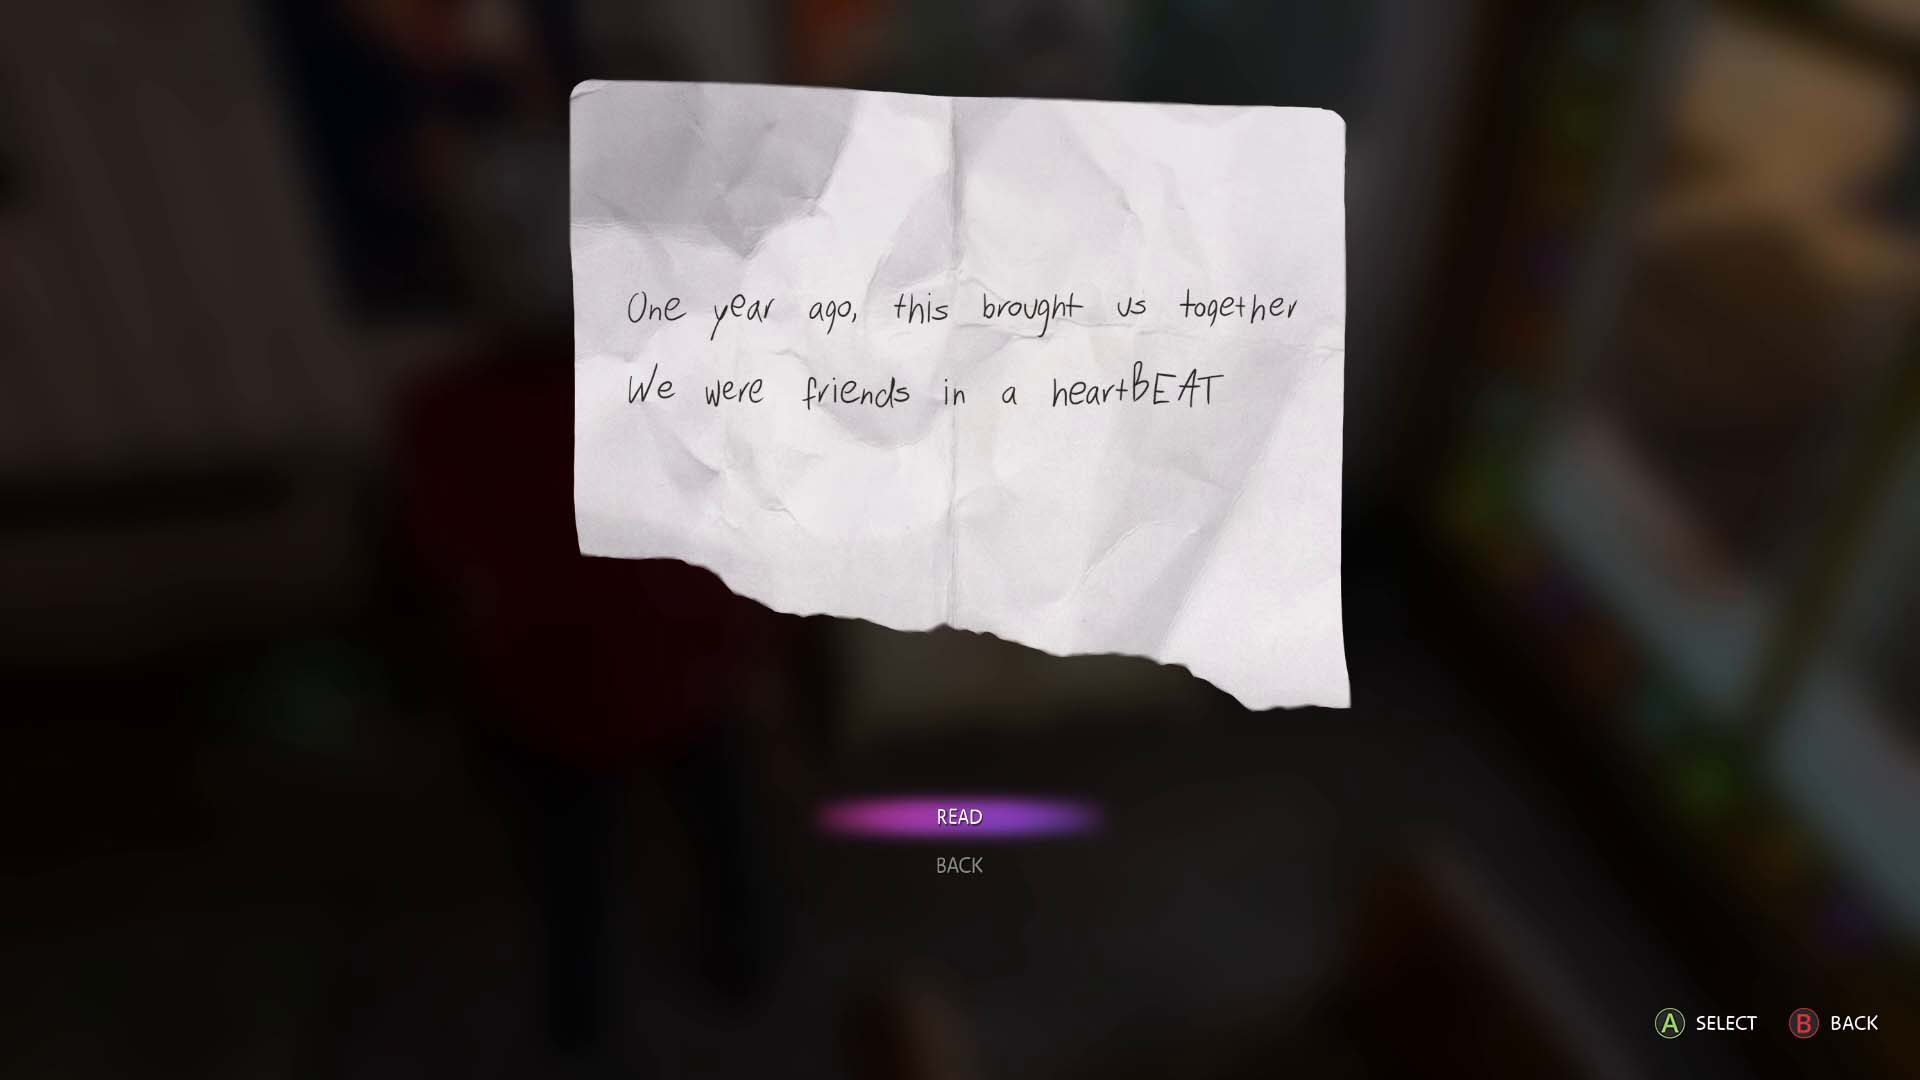 One year ago, this brought us together
We were friends in a heartBEAT
READ
BACK
A SELECT B BACK